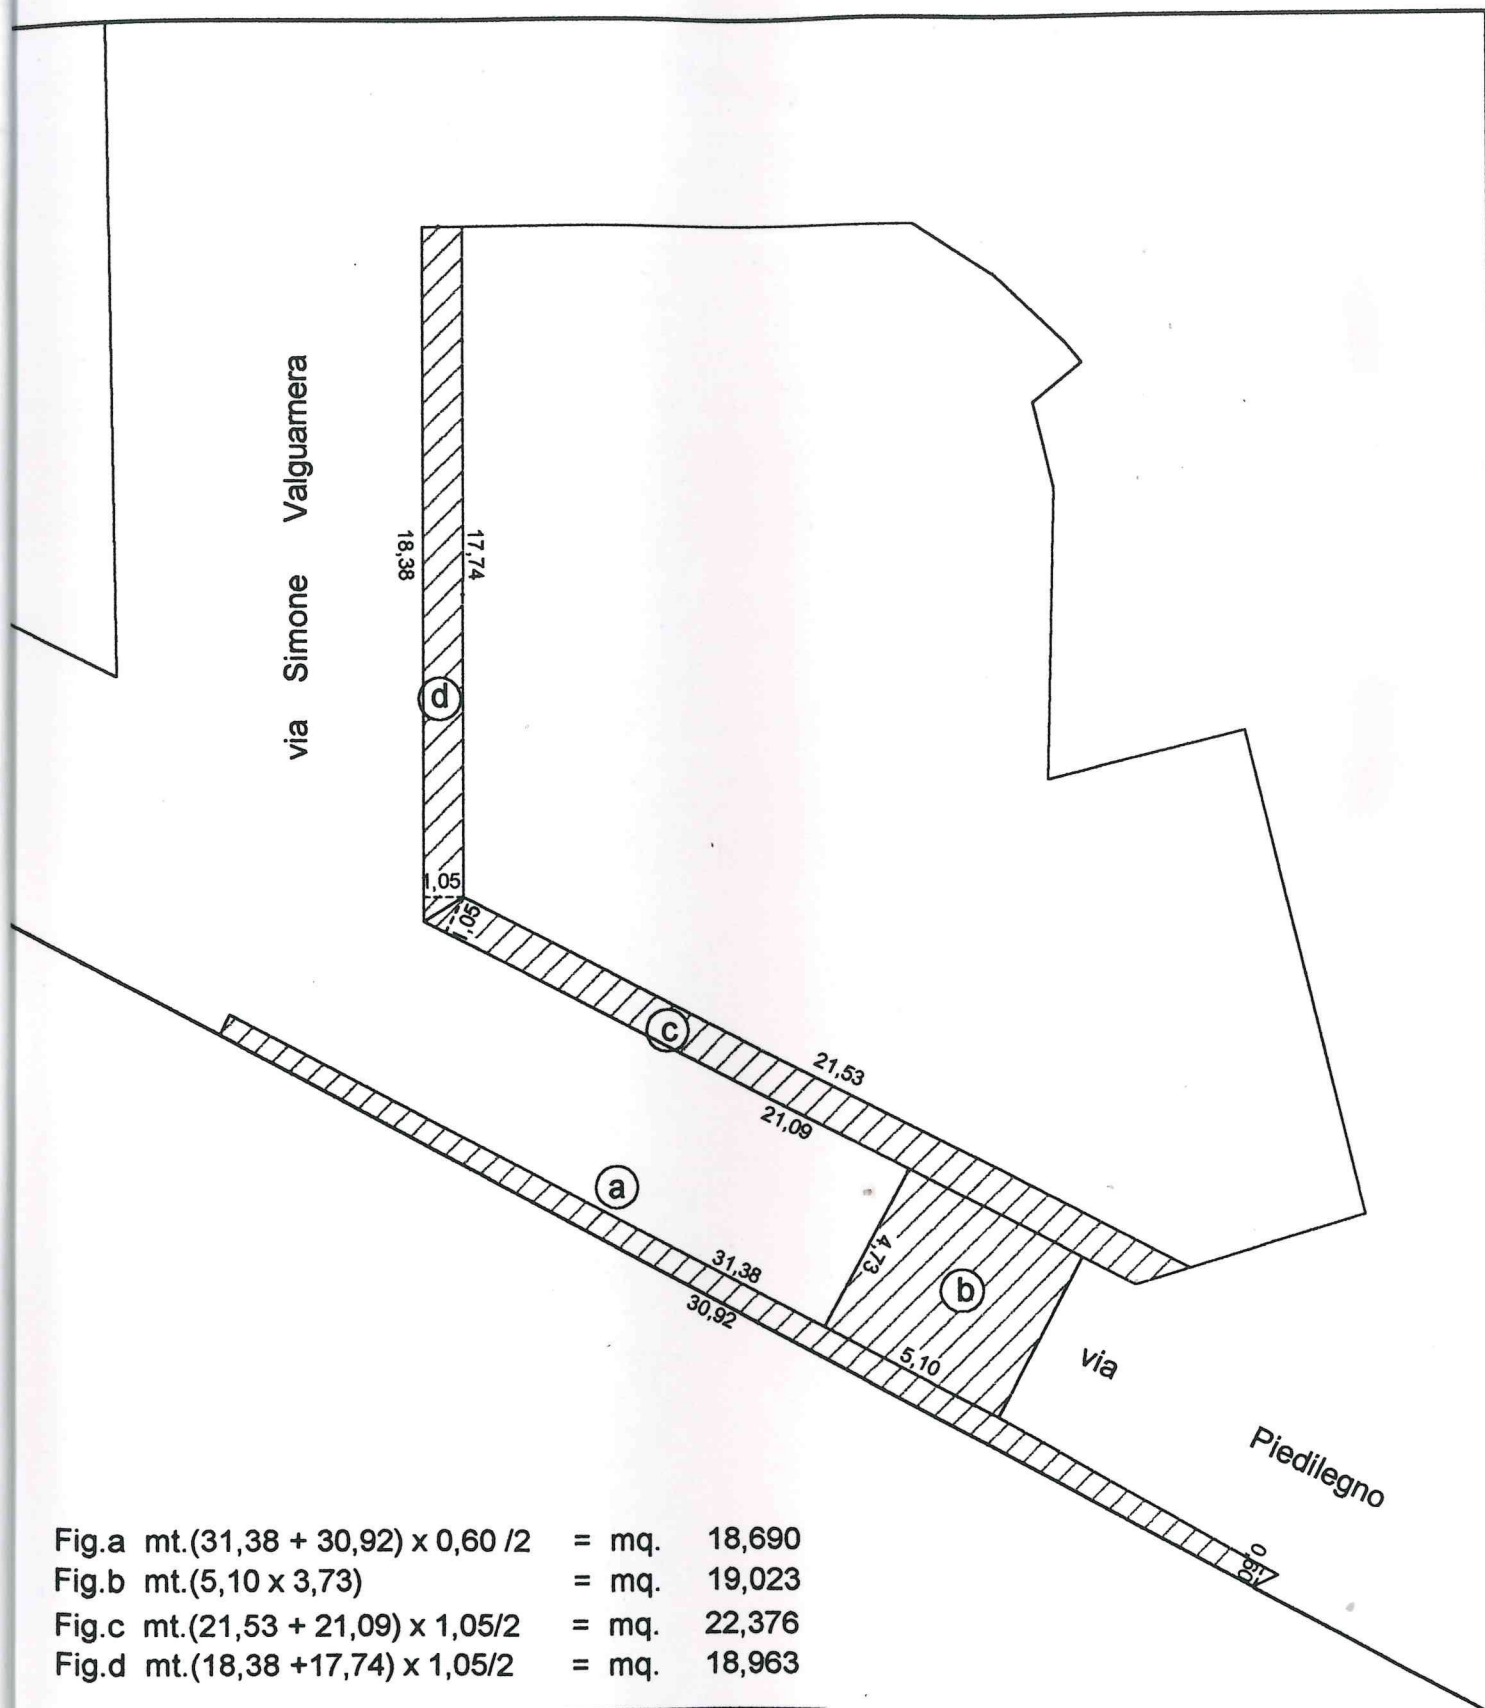 via Simone Valguarnera
18,38
17,74
d
1,05
1,05
c
21,53
21,09
a
31,38
30,92
4,73
b
5,10
via
Piedilegno
0,60
Fig.a mt.(31,38 + 30,92) x 0,60 /2 = mq. 18,690
Fig.b mt.(5,10 x 3,73) = mq. 19,023
Fig.c mt.(21,53 + 21,09) x 1,05/2 = mq. 22,376
Fig.d mt.(18,38 +17,74) x 1,05/2 = mq. 18,963